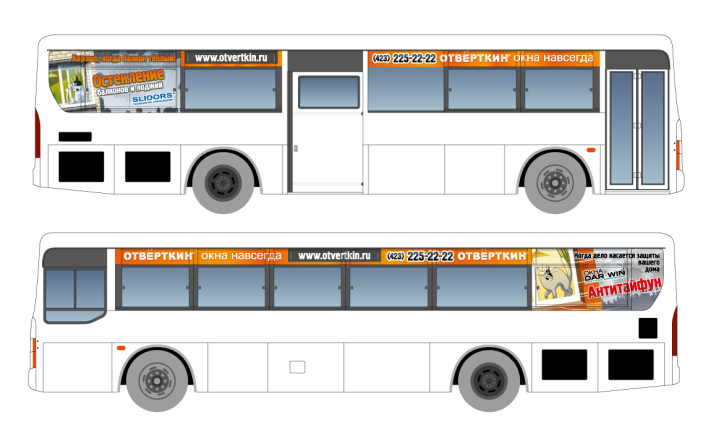 Хорошо, когда балкон тёплый!
www.otvertkin.ru
(423) 225-22-22 ОТВЁРТКИН® окна навсегда
Остекление
балконов и лоджий
SLIDORS®
ОТВЁРТКИН® окна навсегда
www.otvertkin.ru
(423) 225-22-22 ОТВЁРТКИН®
Когда дело касается защиты
вашего
дома
ОКНА
DAR WIN
Антитайфун